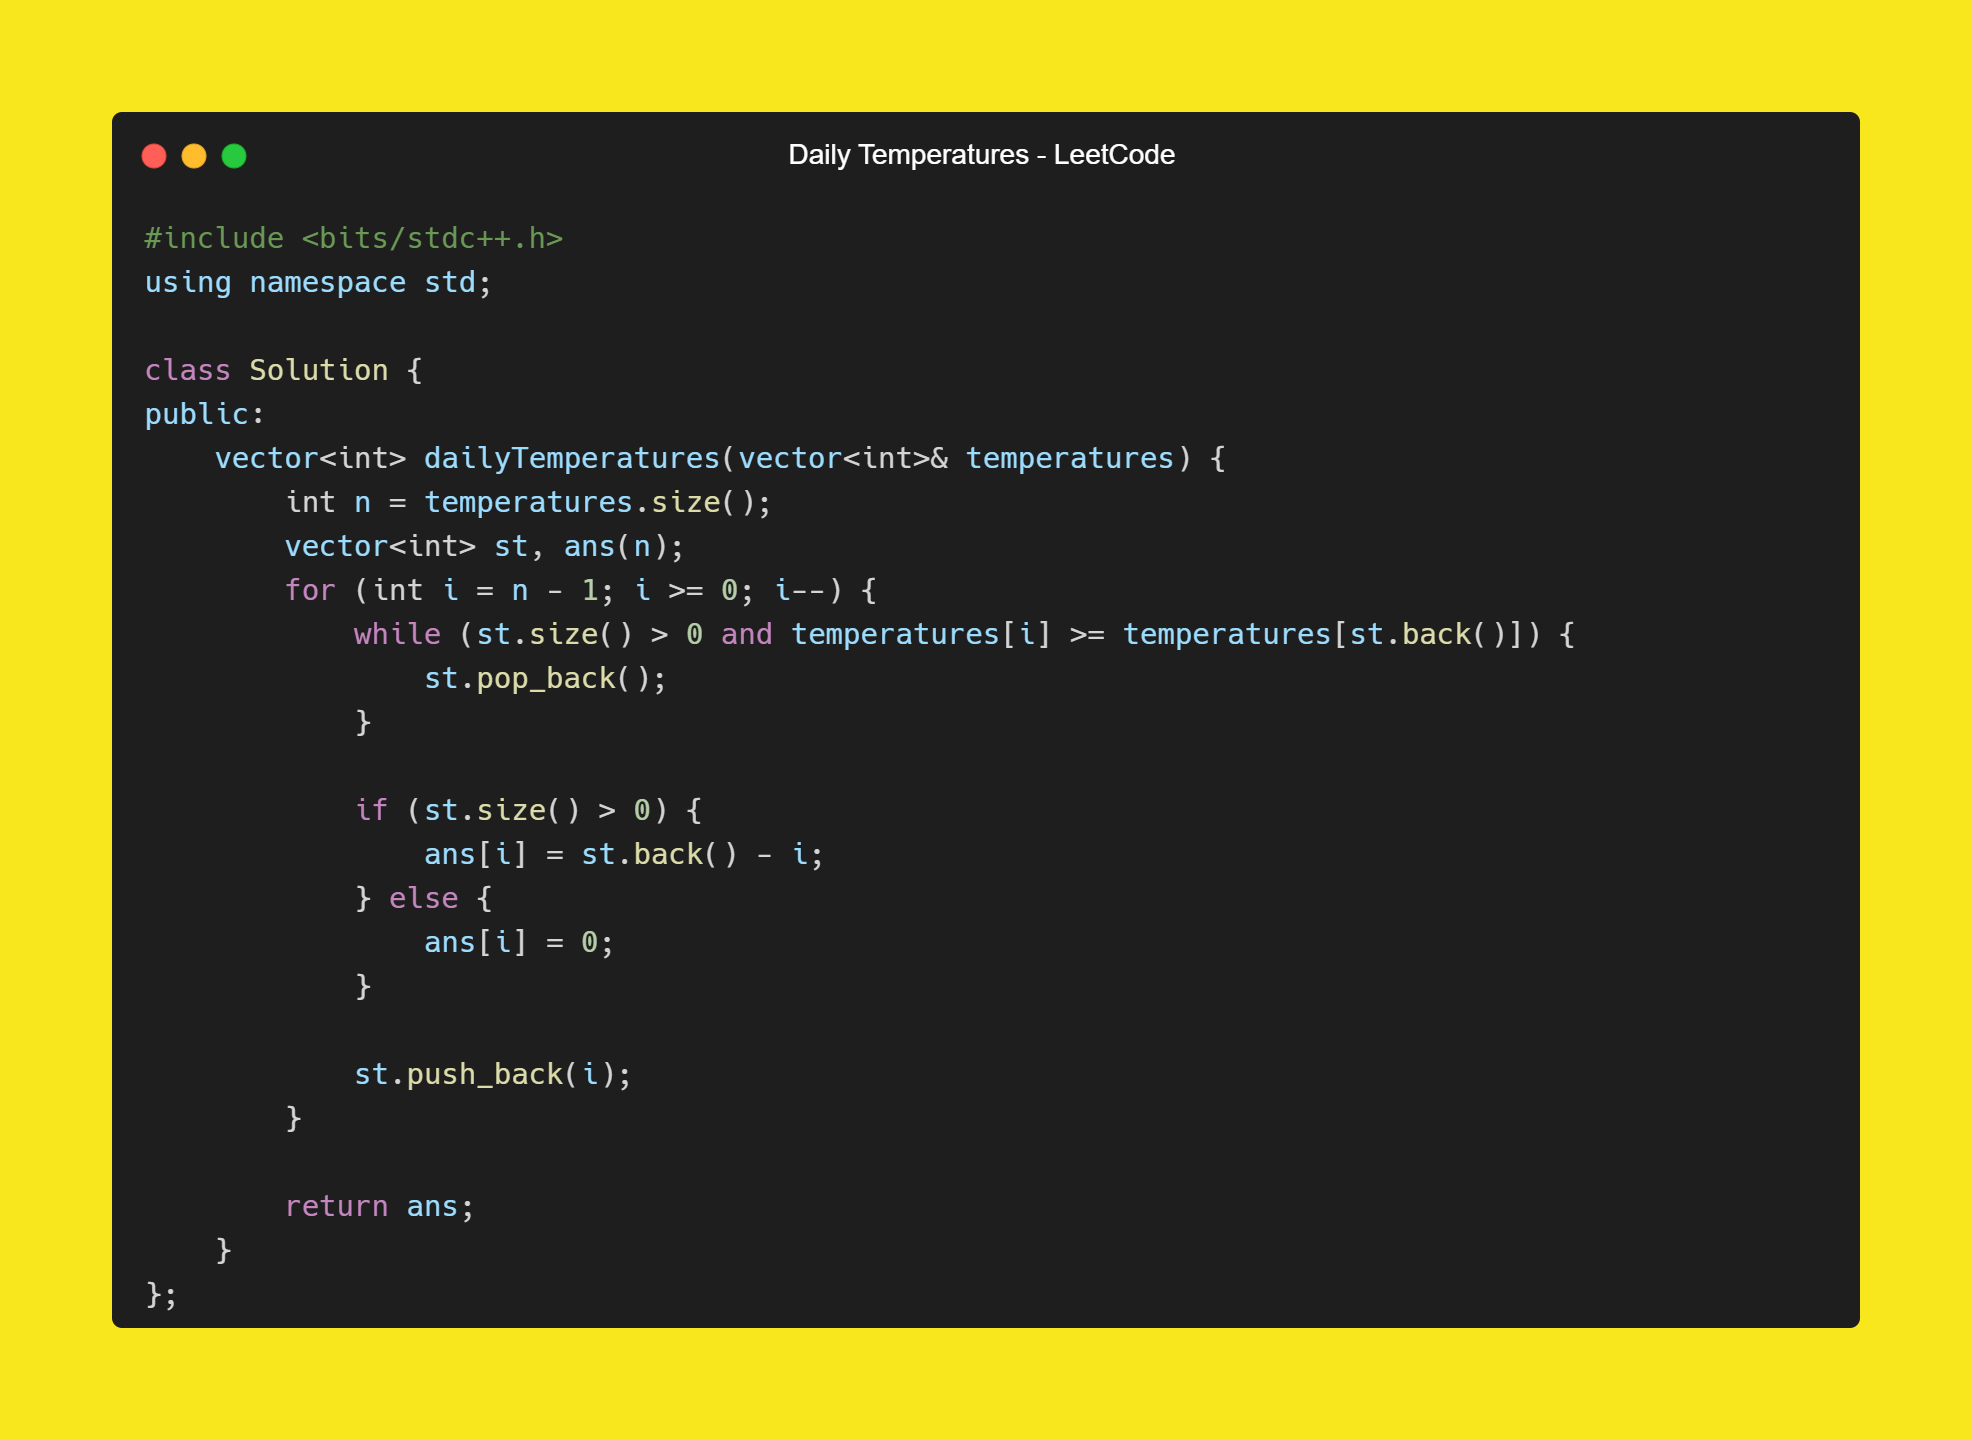 Daily Temperatures - LeetCode
#include <bits/stdc++.h>
using namespace std;

class Solution {
public:
    vector<int> dailyTemperatures(vector<int>& temperatures) {
        int n = temperatures.size();
        vector<int> st, ans(n);
        for (int i = n - 1; i >= 0; i--) {
            while (st.size() > 0 and temperatures[i] >= temperatures[st.back()]) {
                st.pop_back();
            }

            if (st.size() > 0) {
                ans[i] = st.back() - i;
            } else {
                ans[i] = 0;
            }

            st.push_back(i);
        }

        return ans;
    }
};